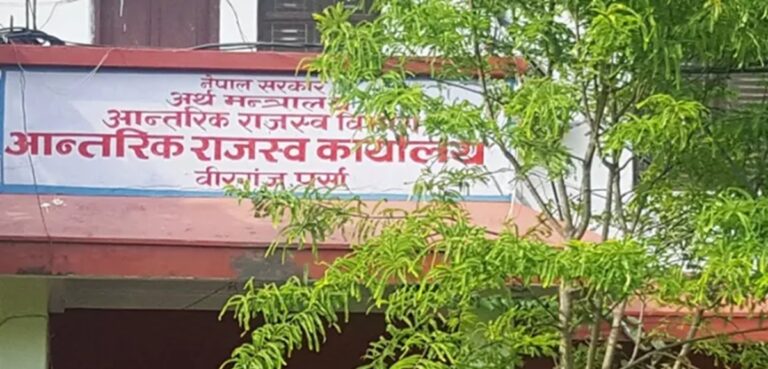 नेपाल सरकार
अर्थ मन्त्रालय
आन्तरिक राजस्व विभाग
आन्तरिक राजस्व कार्यालय
वीरगंज पर्सा